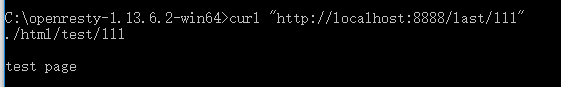 C:\openresty-1.13.6.2-win64>curl "http://localhost:8888/last/111"
./html/test/111
test page